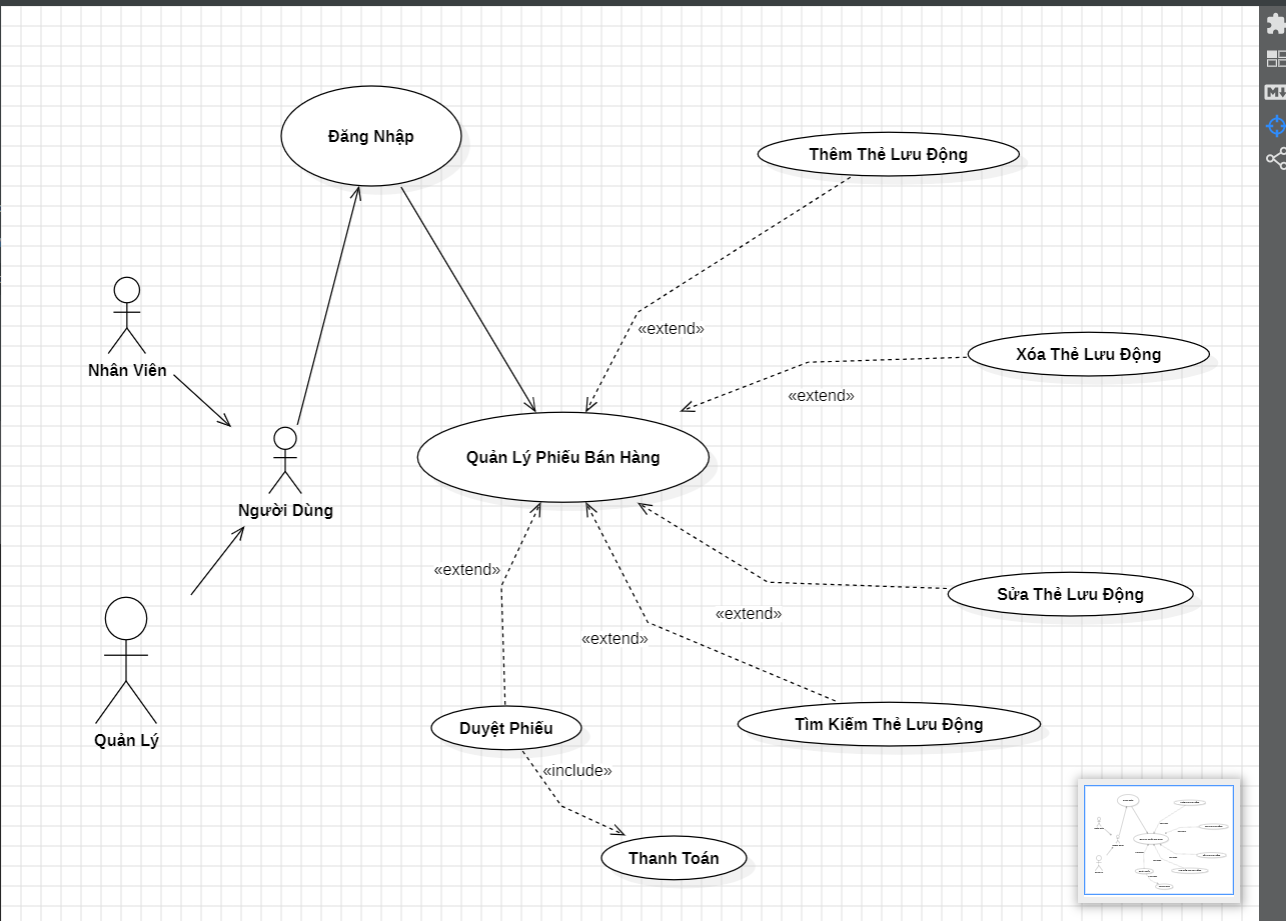 Đăng Nhập
Thêm Thẻ Lưu Động
«extend»
Xóa Thẻ Lưu Động
«extend»
Nhân Viên
Quản Lý Phiếu Bán Hàng
Người Dùng
«extend»
Sửa Thẻ Lưu Động
«extend»
«extend»
Duyệt Phiếu
Tìm Kiếm Thẻ Lưu Động
Quản Lý
«include»
Thanh Toán